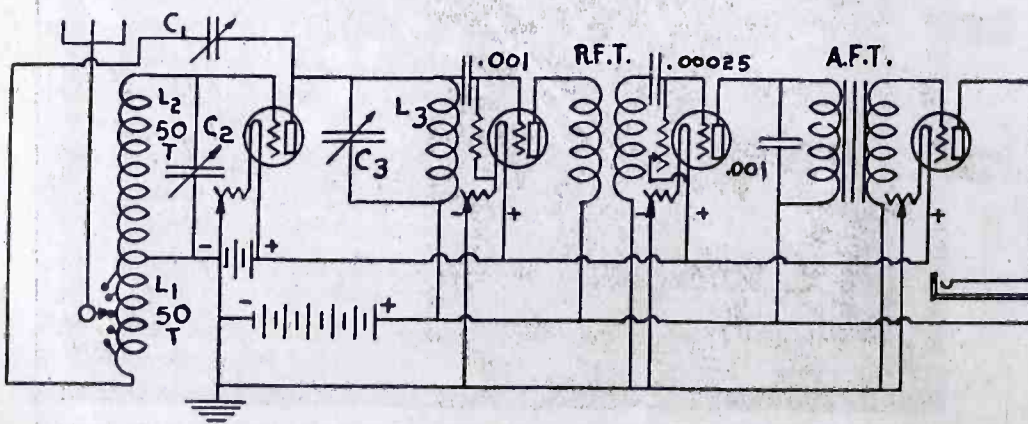 C1
.001
R.F.T.
.00025
A.F.T.
L2
50
T
C2
C3
L3
.001
- +
- +
- +
+
L1
50
T
- +